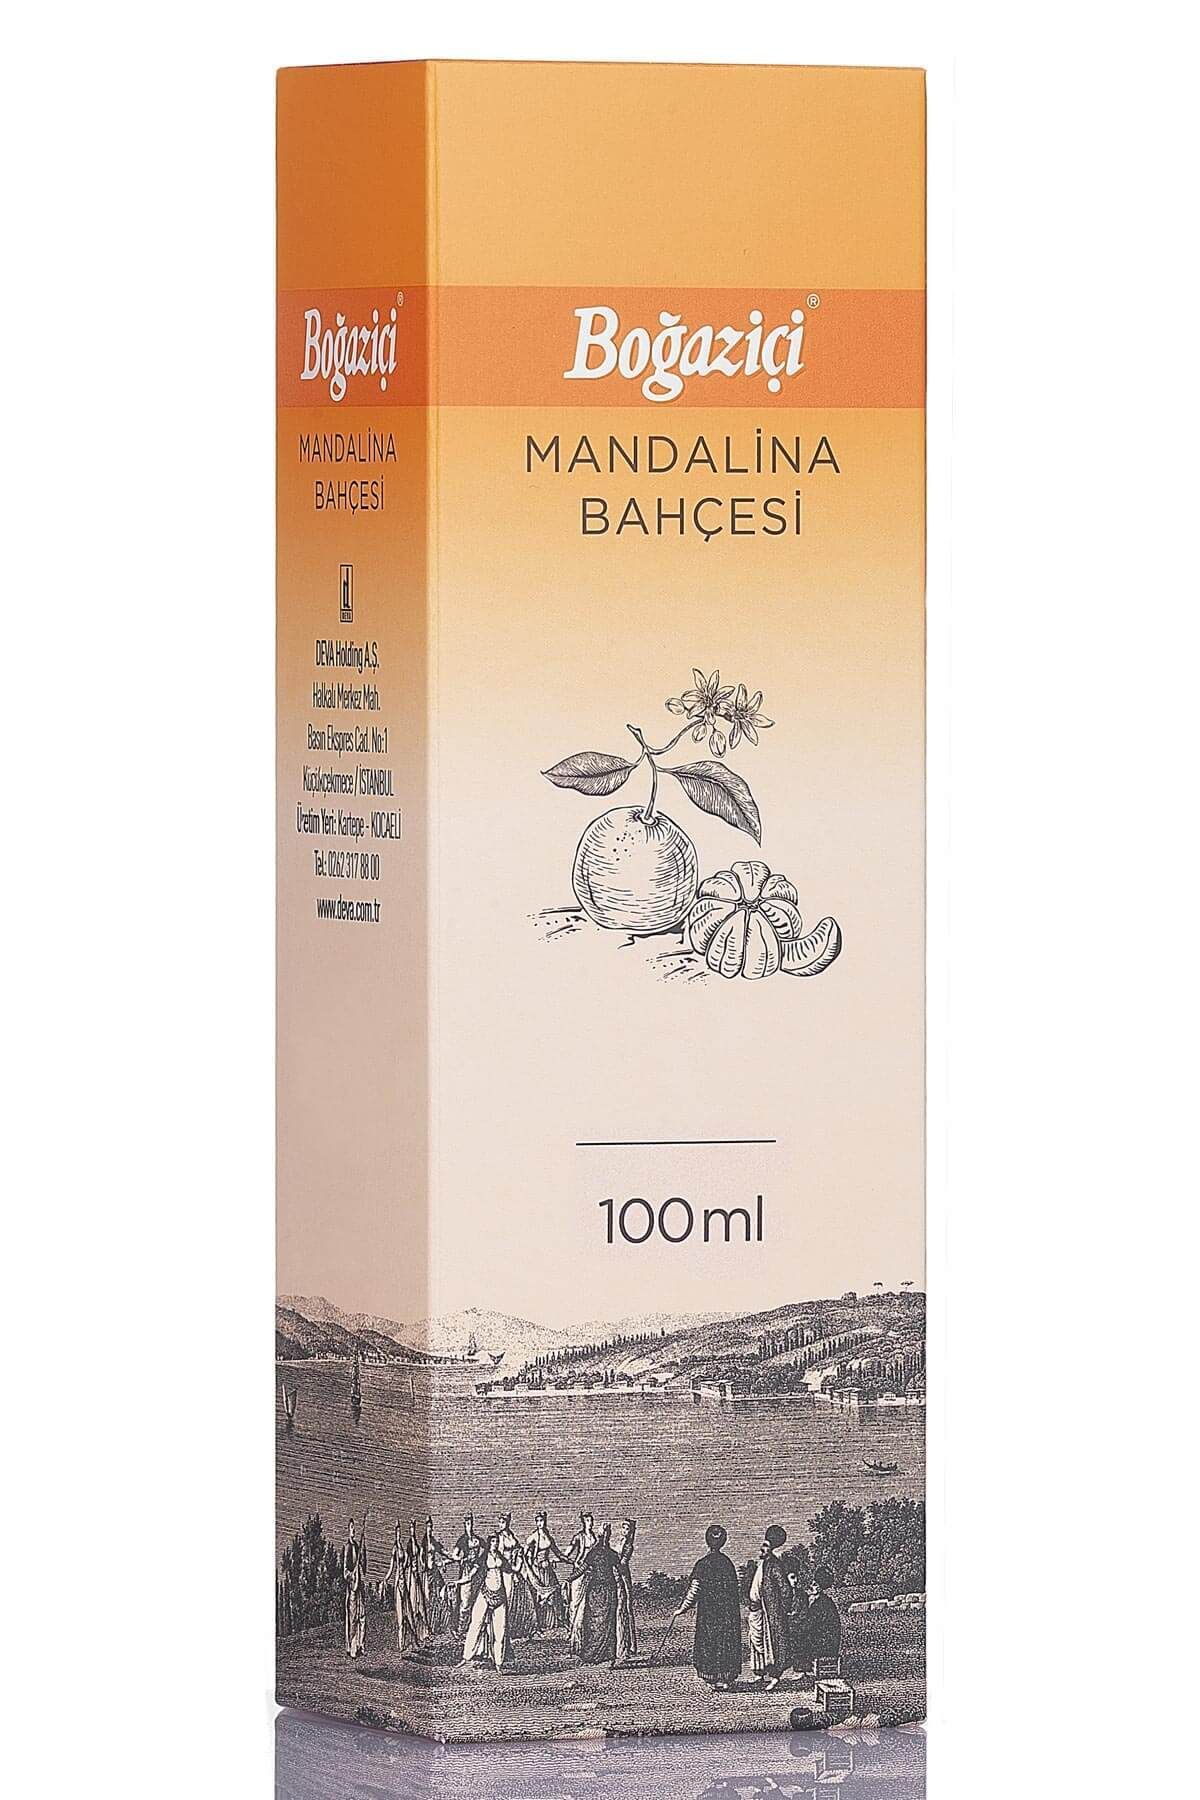 Boğaziçi®
MANDALİNA
BAHÇESİ
DEVA
DEVA Holding A.Ş.
Halkalı Merkez Mah.
Basın Ekspres Cad. No:1
Küçükçekmece / İSTANBUL
Üretim Yeri: Kartepe - KOCAELİ
Tel.: 0262 317 88 00
www.deva.com.tr
Boğaziçi®
MANDALİNA
BAHÇESİ
100ml